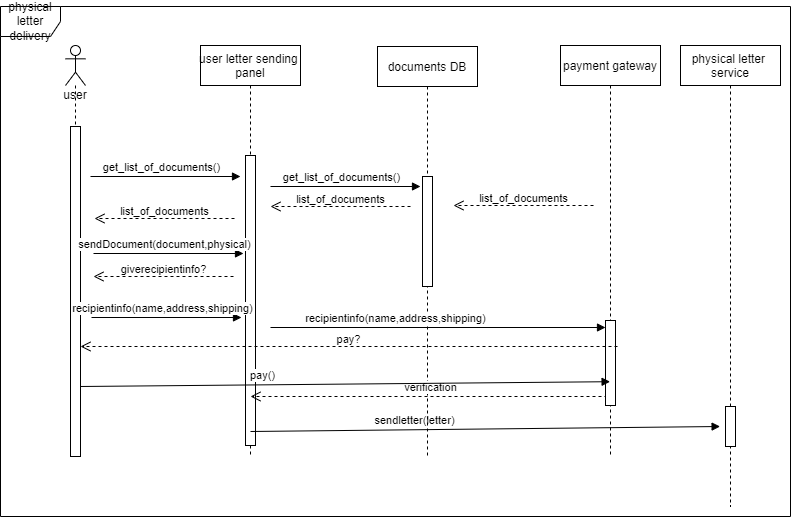 physical
letter
delivery
user letter sending
panel
documents DB
payment gateway
physical letter
service
user
get_list_of_documents()
get_list_of_documents()
list_of_documents
list_of_documents
list_of_documents
sendDocument(document,physical)
giverecipientinfo?
recipientinfo(name,address,shipping)
recipientinfo(name,address,shipping)
pay?
pay()
verification
sendletter(letter)